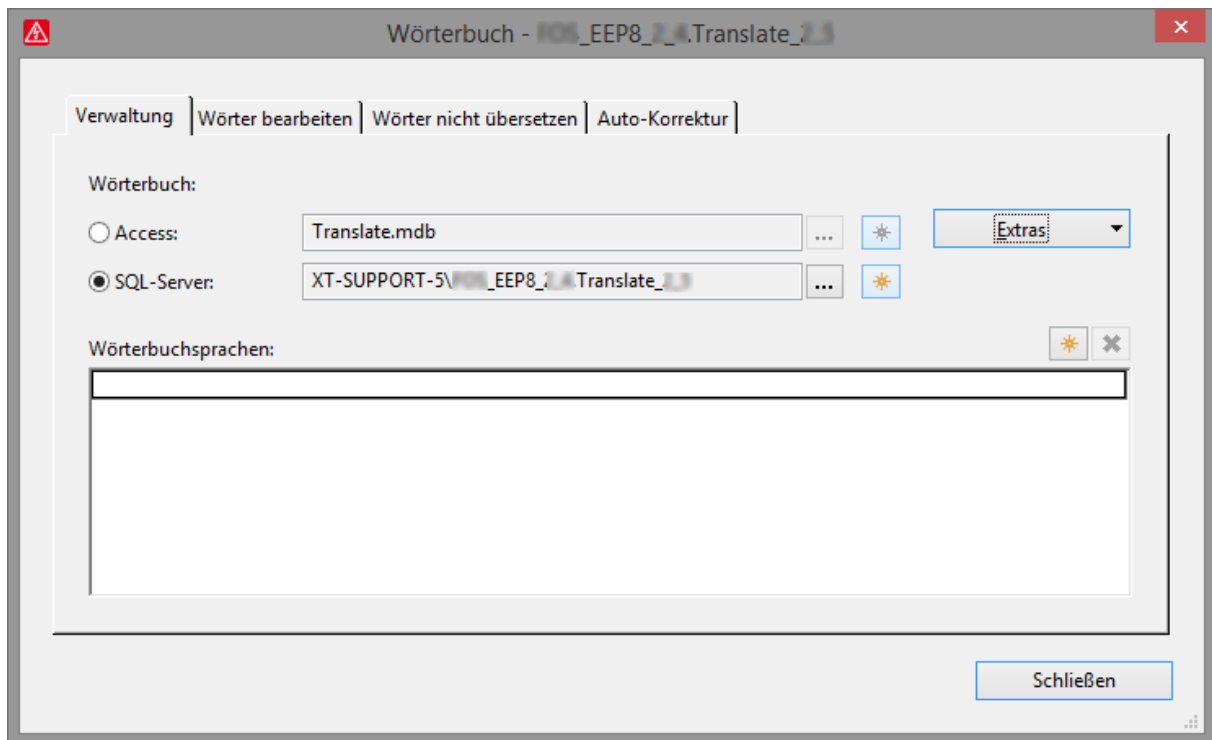 Wörterbuch - _EEP8_ .Translate_
Verwaltung Wörter bearbeiten Wörter nicht übersetzen Auto-Korrektur
Wörterbuch:
Access: Translate.mdb ... Extras
SQL-Server: XT-SUPPORT-5\ _EEP8_ .Translate_ ...
Wörterbuchsprachen:
Schließen